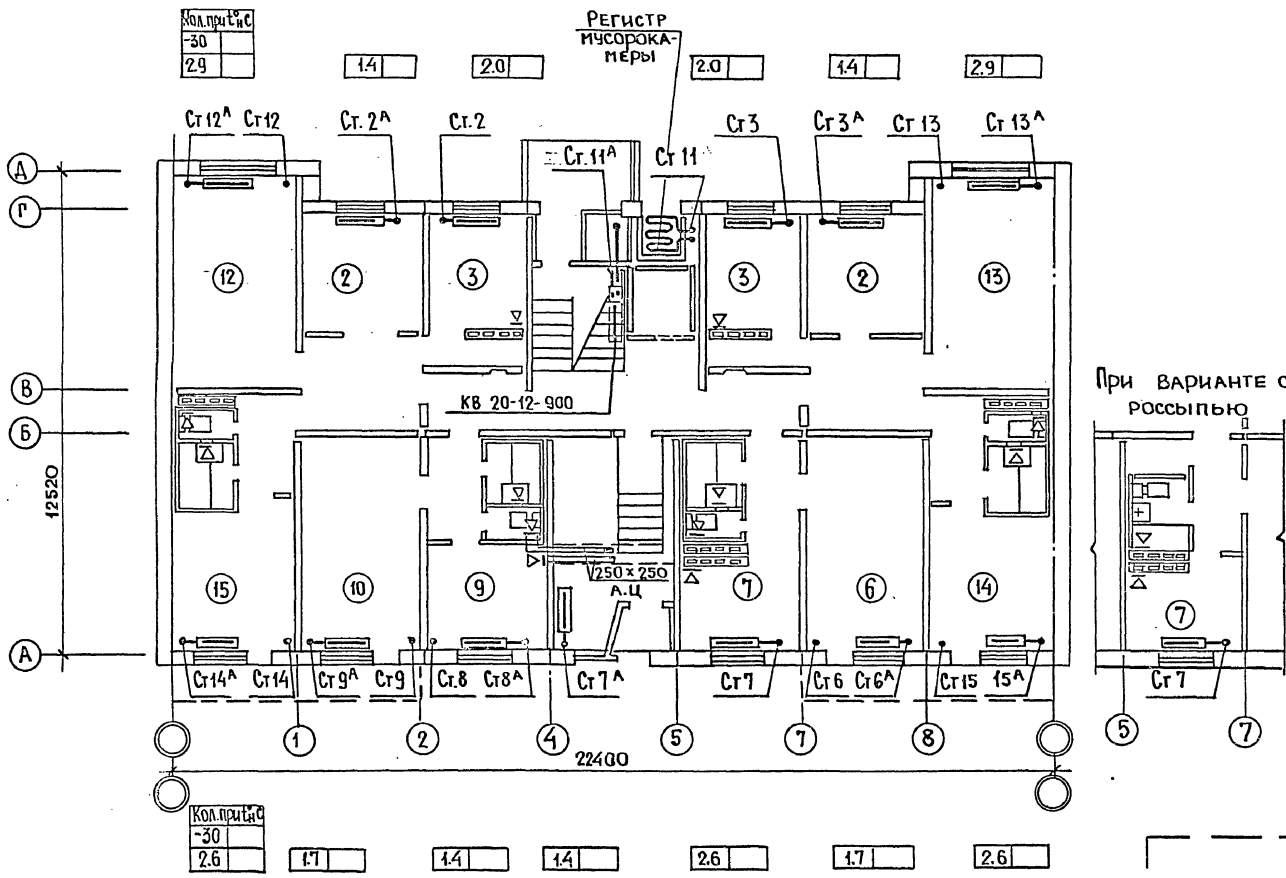 Кол.при t°н С
-30
2.9
1.4
2.0
Регистр
мусорока-
меры
2.0
1.4
2.9
Ст12А Ст12 Ст.2А Ст.2 Ст.11А Ст11 Ст3 Ст3А Ст13 Ст13А
Д
Г
12 2 3 3 2 13
В
КВ 20-12-900
Б
12520
При варианте с
россыпью
250×250
А.Ц
15 10 9 7 6 14
7
А
Ст14А Ст14 Ст9А Ст9 Ст.8 Ст8А Ст7А Ст7 Ст6 Ст6А Ст15 15А
Ст7
1 2 4 5 7 8
5 7
22400
Кол.при t°н С
-30
2.6
1.7
1.4
1.4
2.6
1.7
2.6